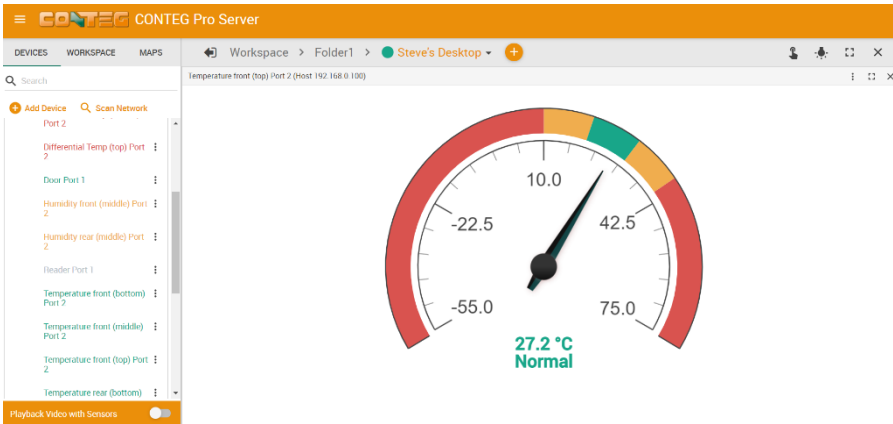 CONTEG CONTEG Pro Server
DEVICES WORKSPACE MAPS
Workspace > Folder1 > Steve's Desktop
Search
Temperature front (top) Port 2 (Host 192.168.0.100)
Add Device Scan Network
Port 2
Differential Temp (top) Port
2
Door Port 1
Humidity front (middle) Port
2
Humidity rear (middle) Port
2
Reader Port 1
Temperature front (bottom)
Port 2
Temperature front (middle)
Port 2
Temperature front (top) Port
2
Temperature rear (bottom)
Playback Video with Sensors
10.0
-22.5 42.5
-55.0 75.0
27.2 °C
Normal